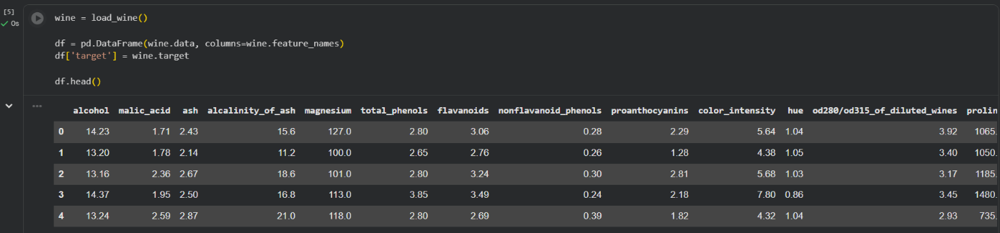 [5]
0s
wine = load_wine()
df = pd.DataFrame(wine.data, columns=wine.feature_names)
df['target'] = wine.target
df.head()
alcohol malic_acid ash alcalinity_of_ash magnesium total_phenols flavanoids nonflavanoid_phenols proanthocyanins color_intensity hue od280/od315_of_diluted_wines prolin
0 14.23 1.71 2.43 15.6 127.0 2.80 3.06 0.28 2.29 5.64 1.04 3.92 1065.
1 13.20 1.78 2.14 11.2 100.0 2.65 2.76 0.26 1.28 4.38 1.05 3.40 1050.
2 13.16 2.36 2.67 18.6 101.0 2.80 3.24 0.30 2.81 5.68 1.03 3.17 1185.
3 14.37 1.95 2.50 16.8 113.0 3.85 3.49 0.24 2.18 7.80 0.86 3.45 1480.
4 13.24 2.59 2.87 21.0 118.0 2.80 2.69 0.39 1.82 4.32 1.04 2.93 735.